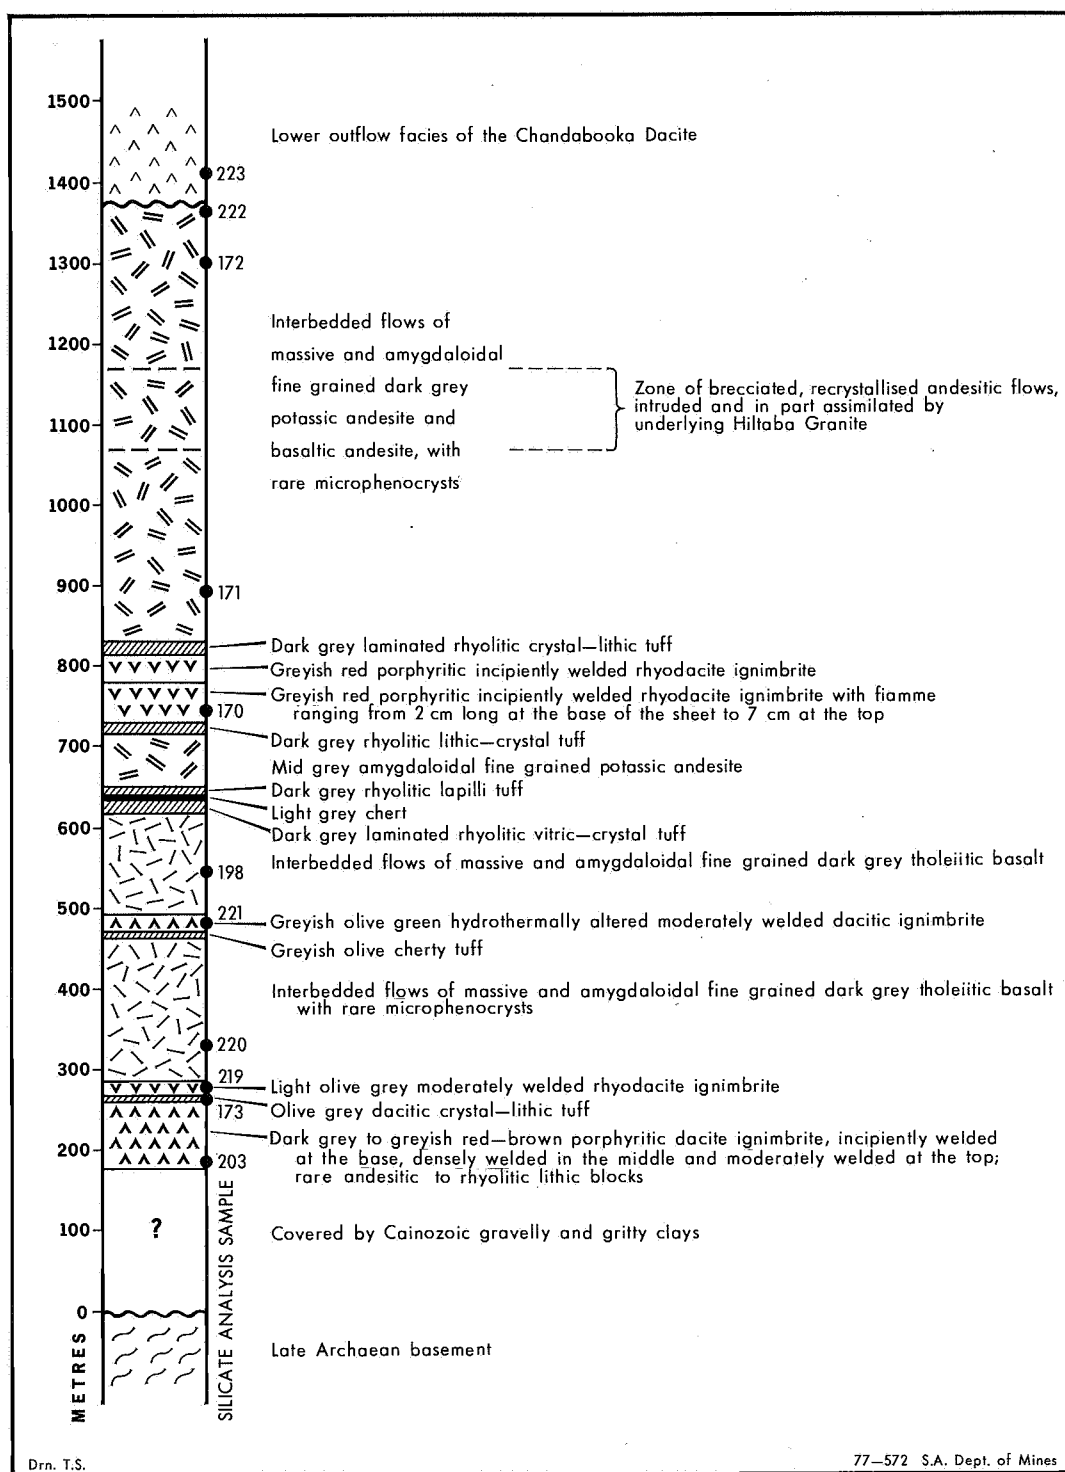 1500
Lower outflow facies of the Chandabooka Dacite
223
1400
222
1300
172
Interbedded flows of
massive and amygdaloidal
fine grained dark grey
potassic andesite and
basaltic andesite, with
rare microphenocrysts
1200
Zone of brecciated, recrystallised andesitic flows,
intruded and in part assimilated by
underlying Hiltaba Granite
1100
1000
900
171
Dark grey laminated rhyolitic crystal—lithic tuff
800
Greyish red porphyritic incipiently welded rhyodacite ignimbrite
Greyish red porphyritic incipiently welded rhyodacite ignimbrite with fiamme
ranging from 2 cm long at the base of the sheet to 7 cm at the top
170
700
Dark grey rhyolitic lithic—crystal tuff
Mid grey amygdaloidal fine grained potassic andesite
Dark grey rhyolitic lapilli tuff
Light grey chert
600
Dark grey laminated rhyolitic vitric—crystal tuff
Interbedded flows of massive and amygdaloidal fine grained dark grey tholeiitic basalt
198
500
221
Greyish olive green hydrothermally altered moderately welded dacitic ignimbrite
Greyish olive cherty tuff
400
Interbedded flows of massive and amygdaloidal fine grained dark grey tholeiitic basalt
with rare microphenocrysts
220
300
219
Light olive grey moderately welded rhyodacite ignimbrite
173
Olive grey dacitic crystal—lithic tuff
Dark grey to greyish red—brown porphyritic dacite ignimbrite, incipiently welded
at the base, densely welded in the middle and moderately welded at the top;
rare andesitic to rhyolitic lithic blocks
200
203
100
?
Covered by Cainozoic gravelly and gritty clays
0
METRES
Late Archaean basement
SILICATE ANALYSIS SAMPLE
Drn. T.S.
77—572 S.A. Dept. of Mines